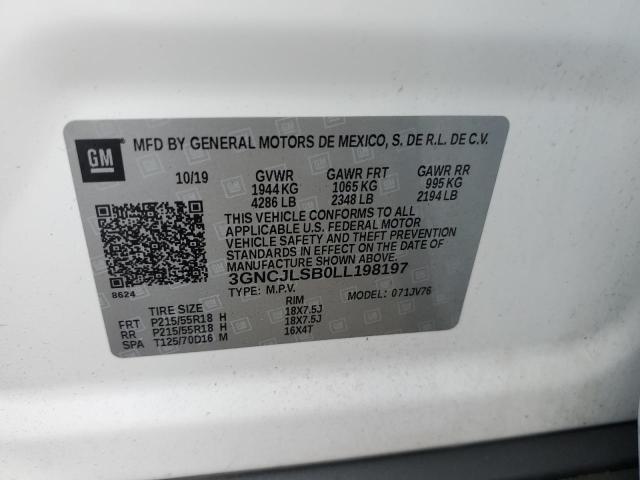 GM
MFD BY GENERAL MOTORS DE MEXICO, S. DE R.L. DE C.V.
10/19 GVWR GAWR FRT GAWR RR
1944 KG 1065 KG 995 KG
4286 LB 2348 LB 2194 LB
THIS VEHICLE CONFORMS TO ALL
APPLICABLE U.S. FEDERAL MOTOR
VEHICLE SAFETY AND THEFT PREVENTION
STANDARDS IN EFFECT ON THE DATE OF
MANUFACTURE SHOWN ABOVE.
3GNCJLSB0LL198197
8624 TYPE: M.P.V. MODEL: 071JV76
TIRE SIZE RIM
FRT P215/55R18 H 18X7.5J
RR P215/55R18 H 18X7.5J
SPA T125/70D16 M 16X4T